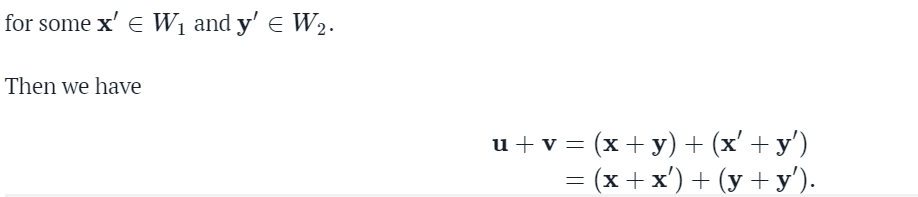 for some x′ ∈ W₁ and y′ ∈ W₂.
Then we have
u + v = (x + y) + (x′ + y′)
= (x + x′) + (y + y′).